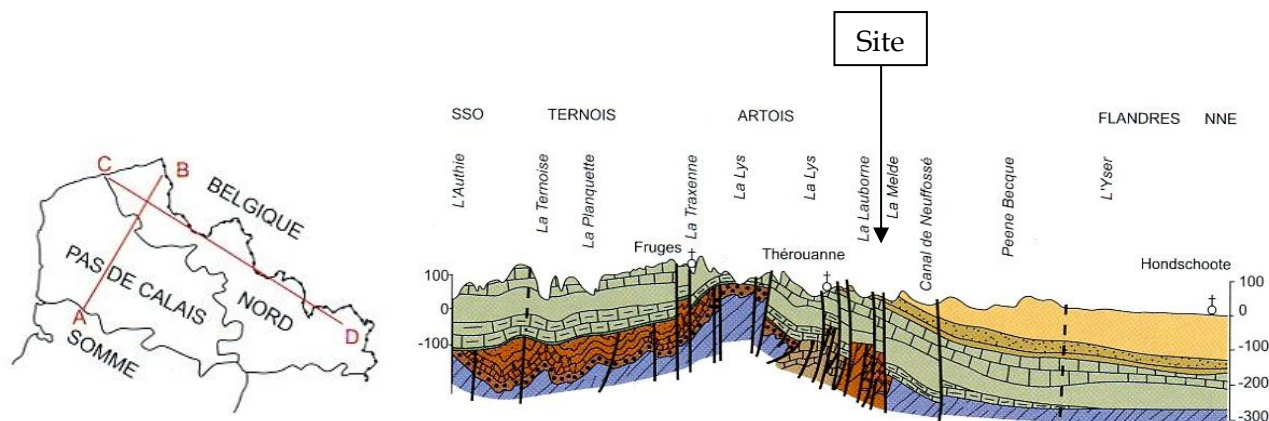 Site
SSO TERNOIS ARTOIS FLANDRES NNE
L'Authie
La Ternoise
La Planquette
La Traxenne
La Lys
La Lys
La Lauborne
La Melde
Canal de Neuffossé
Peene Becque
L'Yser
Fruges
Thérouanne
Hondschoote
100
0
-100
100
0
-100
-200
-300
C
B
BELGIQUE
PAS DE CALAIS
NORD
A
D
SOMME